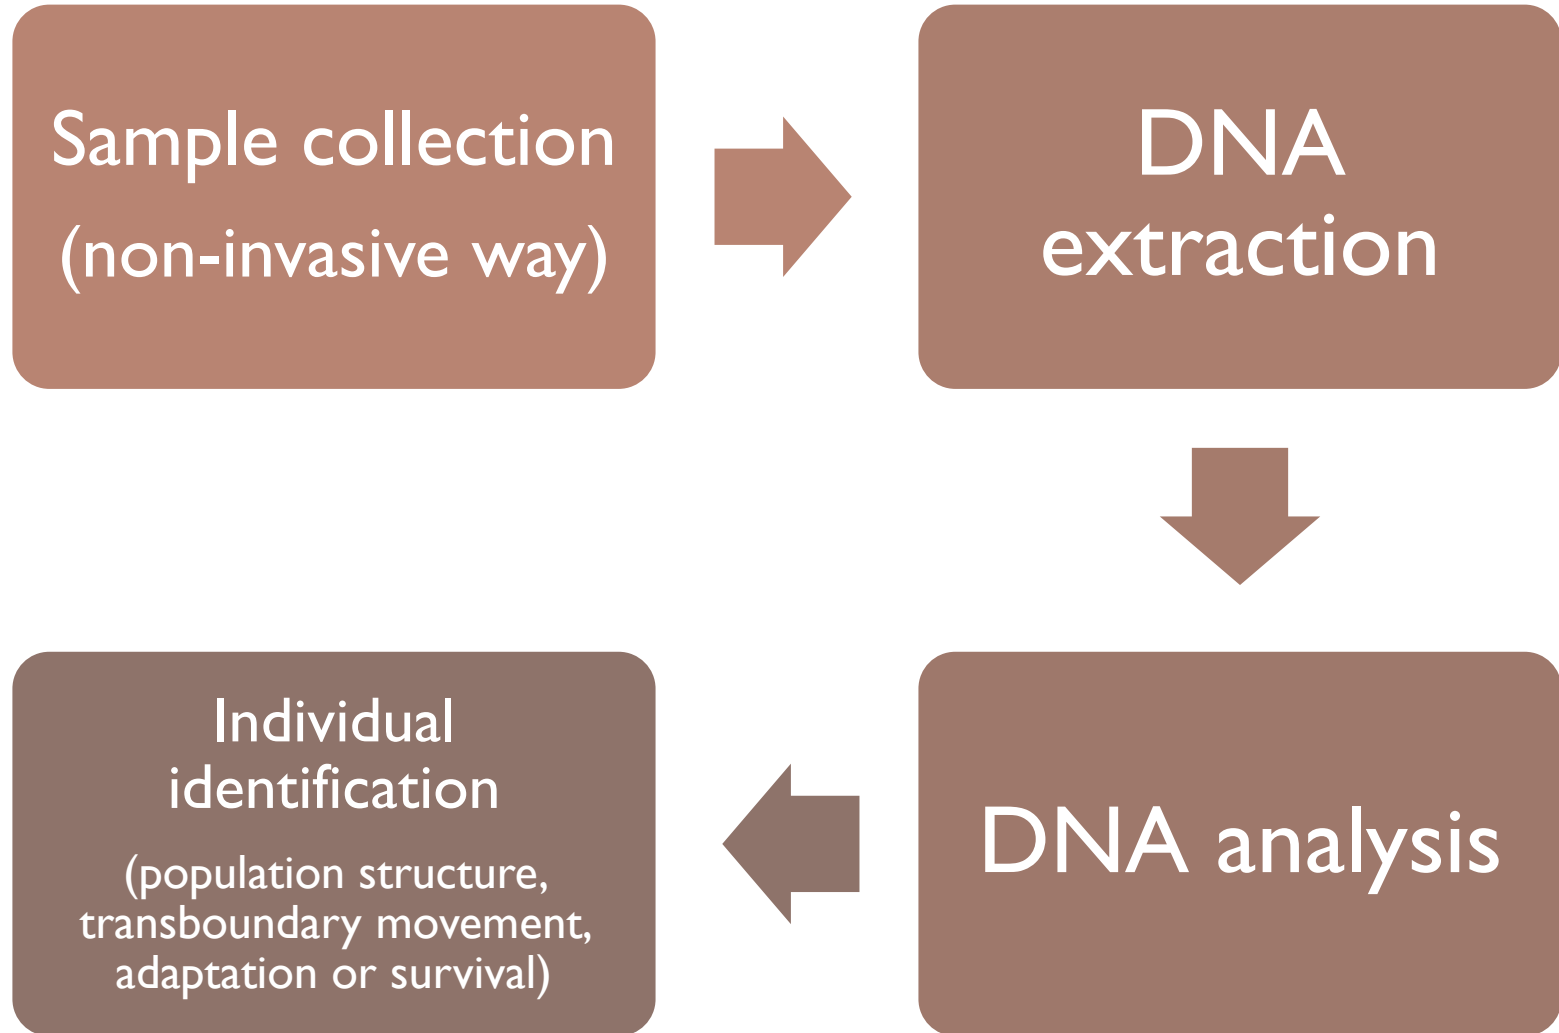 Sample collection
(non-invasive way)
DNA
extraction
DNA analysis
Individual
identification
(population structure,
transboundary movement,
adaptation or survival)